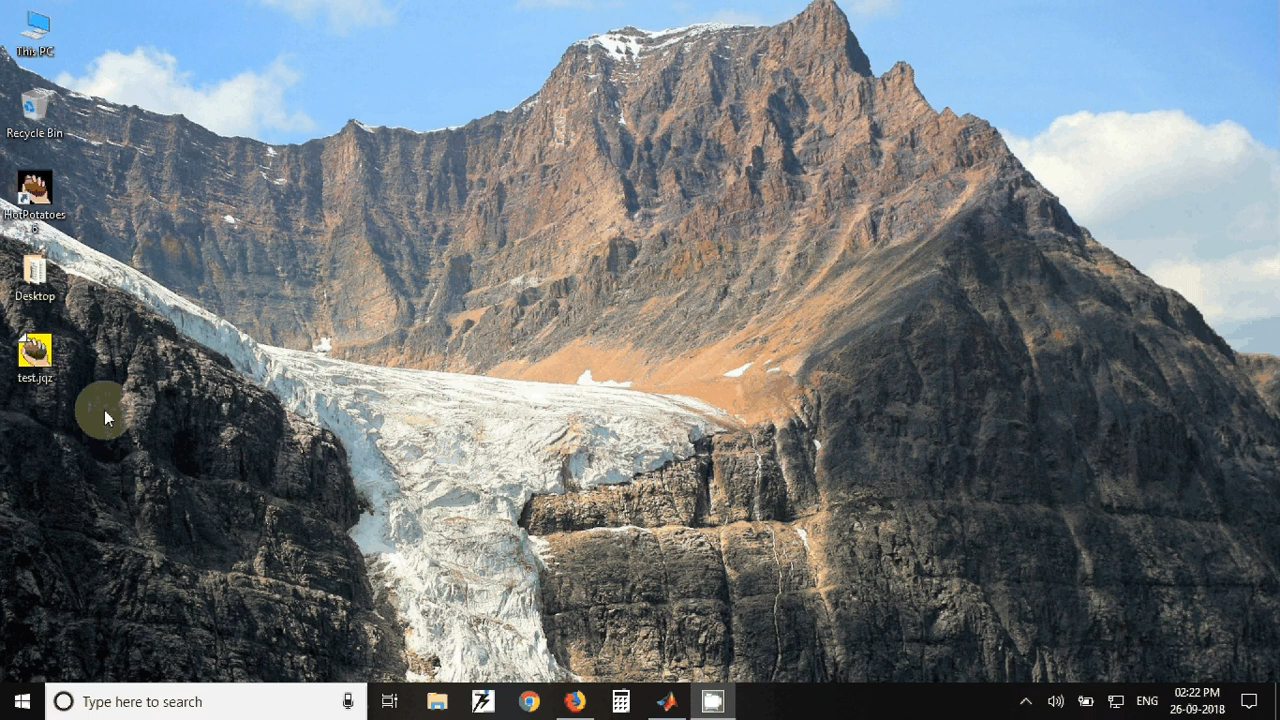 This PC
Recycle Bin
HotPotatoes
6
Desktop
test.jqz
Type here to search
ENG
02:22 PM
26-09-2018